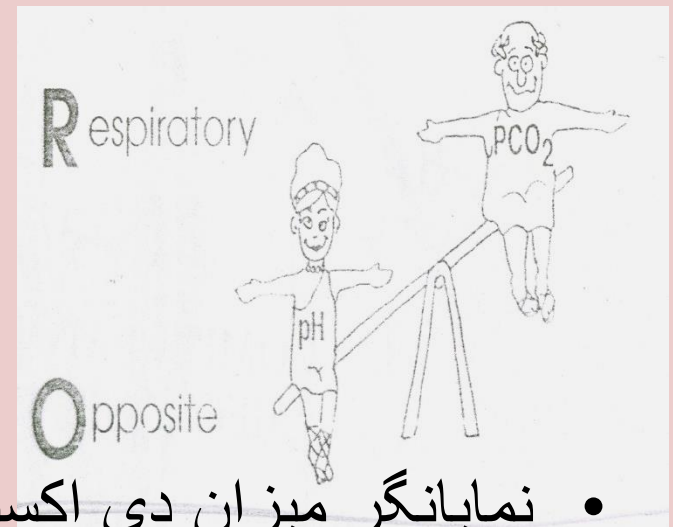 Respiratory
PCO₂
pH
Opposite
• نمایانگر میزان دی